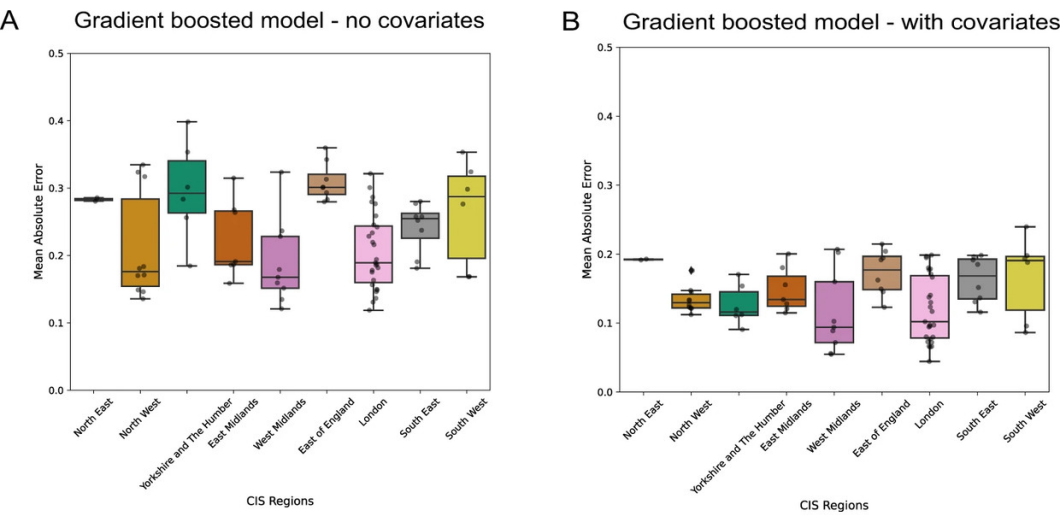 A
Gradient boosted model - no covariates
Mean Absolute Error
0.5
0.4
0.3
0.2
0.1
0.0
North East
North West
Yorkshire and The Humber
East Midlands
West Midlands
East of England
London
South East
South West
CIS Regions
B
Gradient boosted model - with covariates
Mean Absolute Error
0.5
0.4
0.3
0.2
0.1
0.0
North East
North West
Yorkshire and The Humber
East Midlands
West Midlands
East of England
London
South East
South West
CIS Regions